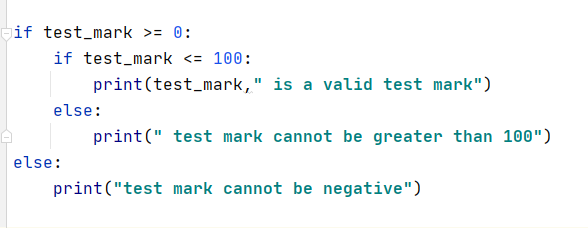 if test_mark >= 0:
    if test_mark <= 100:
        print(test_mark," is a valid test mark")
    else:
        print(" test mark cannot be greater than 100")
else:
    print("test mark cannot be negative")